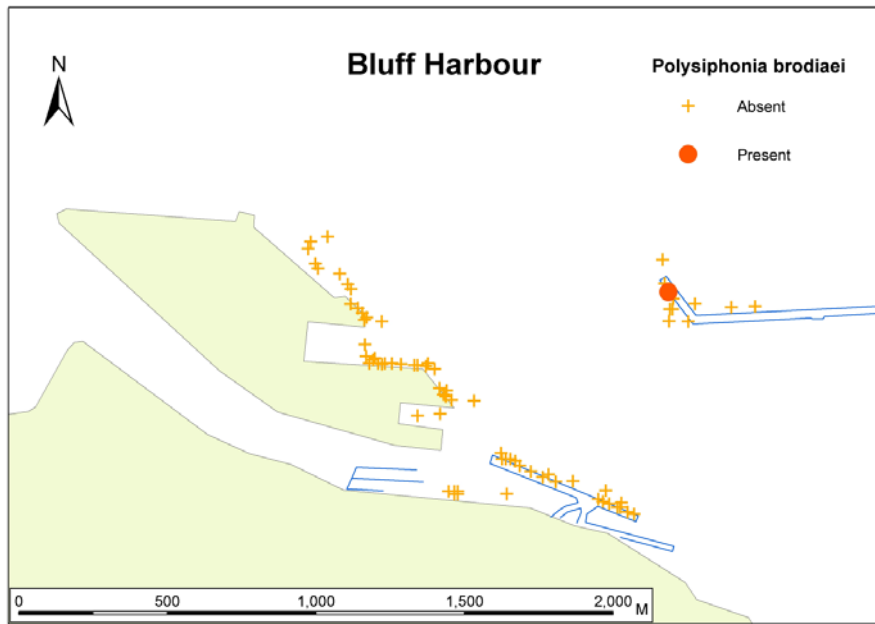 N
Bluff Harbour
Polysiphonia brodiaei
Absent
Present
0 500 1,000 1,500 2,000 M